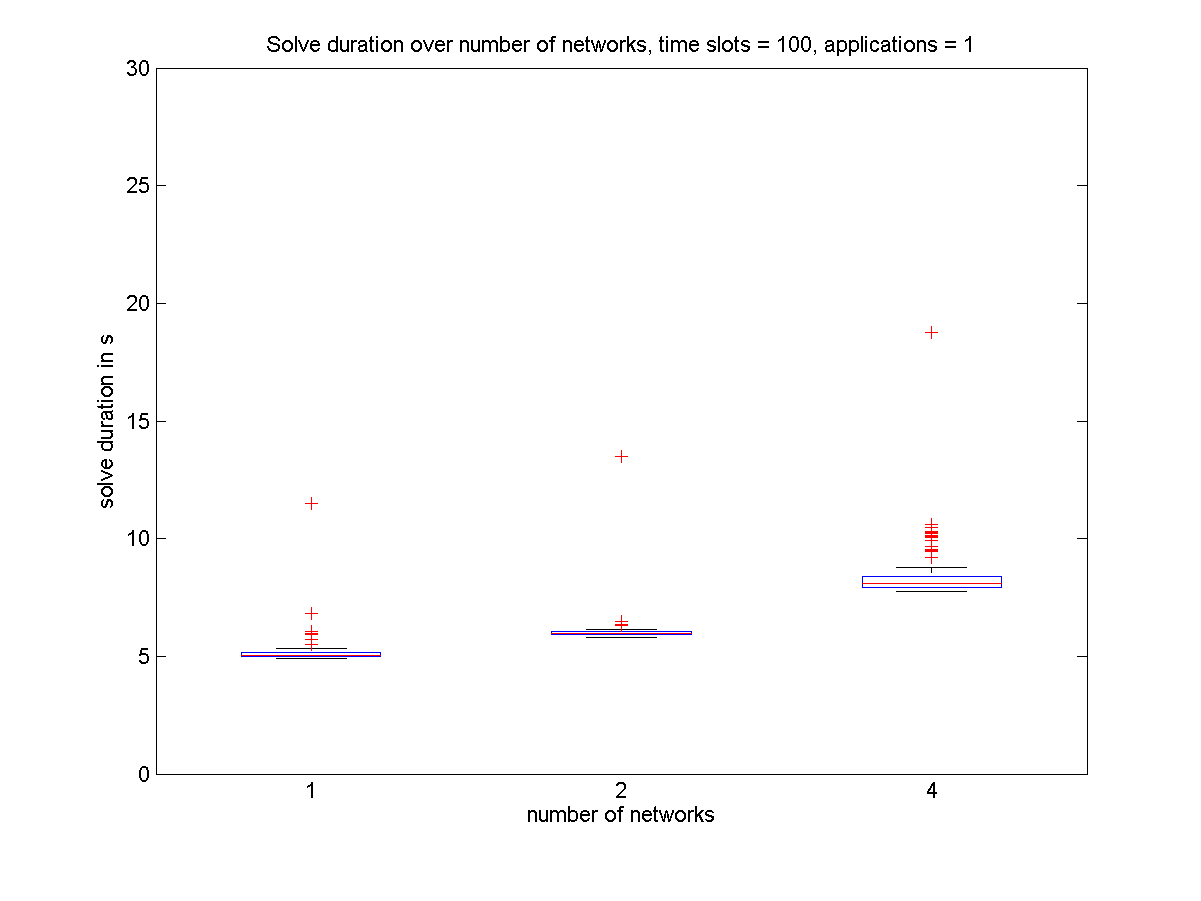 Solve duration over number of networks, time slots = 100, applications = 1
30
25
20
15
10
5
0
solve duration in s
1 2 4
number of networks